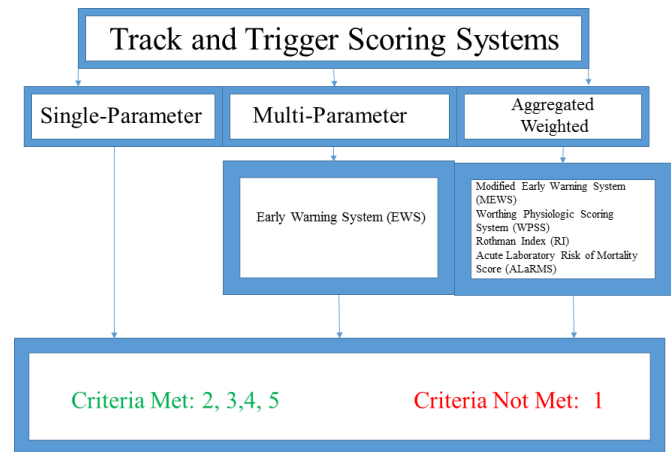 Track and Trigger Scoring Systems
Single-Parameter
Multi-Parameter
Aggregated
Weighted
Early Warning System (EWS)
Modified Early Warning System
(MEWS)
Worthing Physiologic Scoring
System (WPSS)
Rothman Index (RI)
Acute Laboratory Risk of Mortality
Score (ALaRMS)
Criteria Met: 2, 3,4, 5
Criteria Not Met: 1